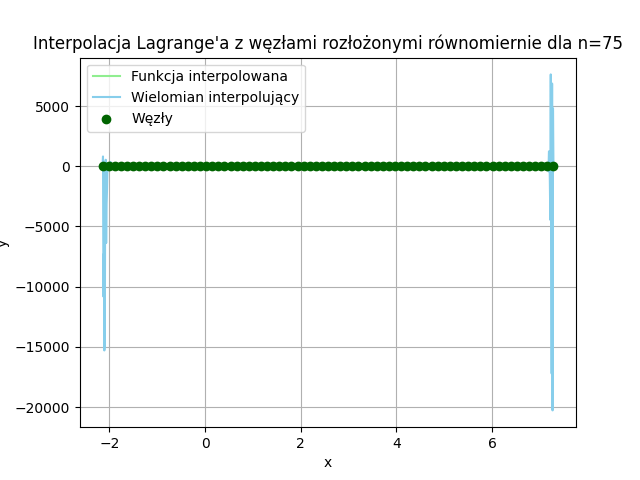 Interpolacja Lagrange'a z węzłami rozłożonymi równomiernie dla n=75
Funkcja interpolowana
Wielomian interpolujący
Węzły
5000
0
−5000
−10000
−15000
−20000
y
−2
0
2
4
6
x